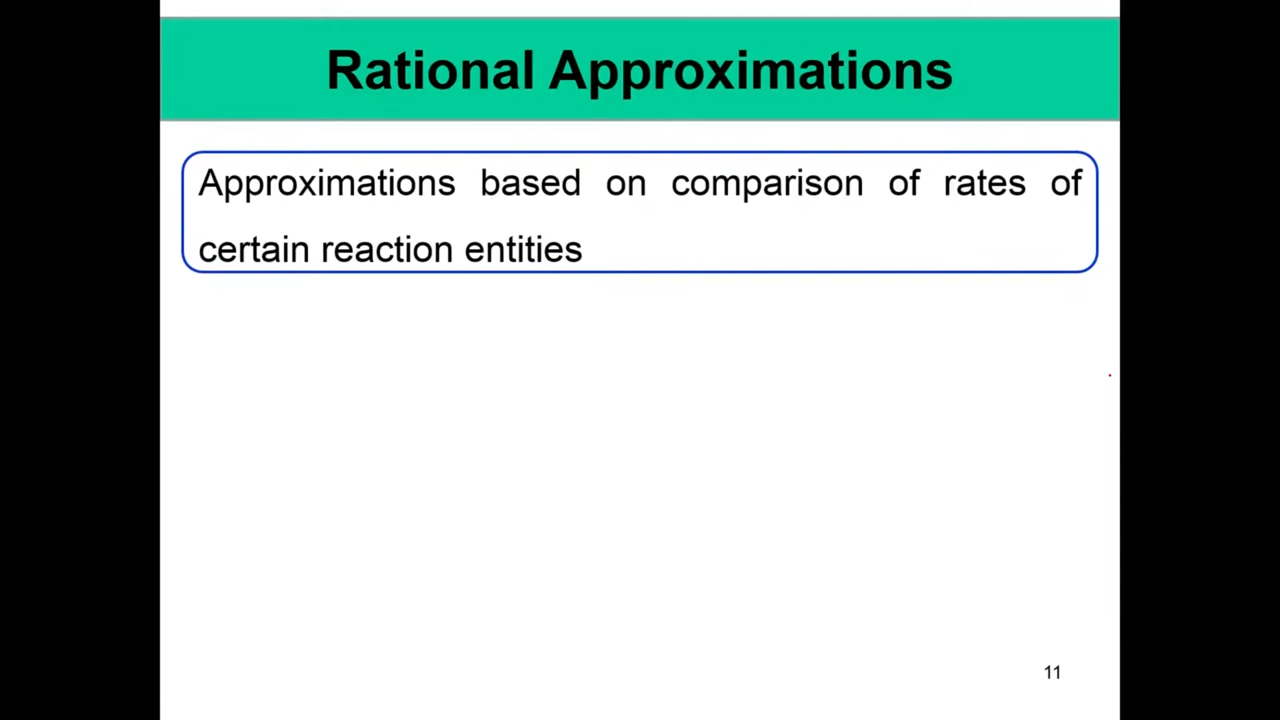 Rational Approximations
Approximations based on comparison of rates of
certain reaction entities
11